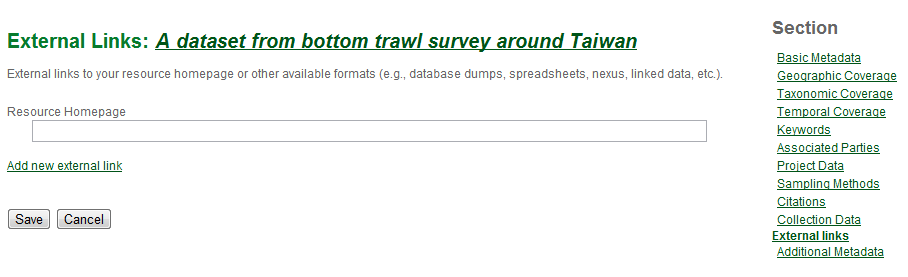 External Links: A dataset from bottom trawl survey around Taiwan
External links to your resource homepage or other available formats (e.g., database dumps, spreadsheets, nexus, linked data, etc.).
Resource Homepage
Add new external link
Save Cancel
Section
Basic Metadata
Geographic Coverage
Taxonomic Coverage
Temporal Coverage
Keywords
Associated Parties
Project Data
Sampling Methods
Citations
Collection Data
External links
Additional Metadata